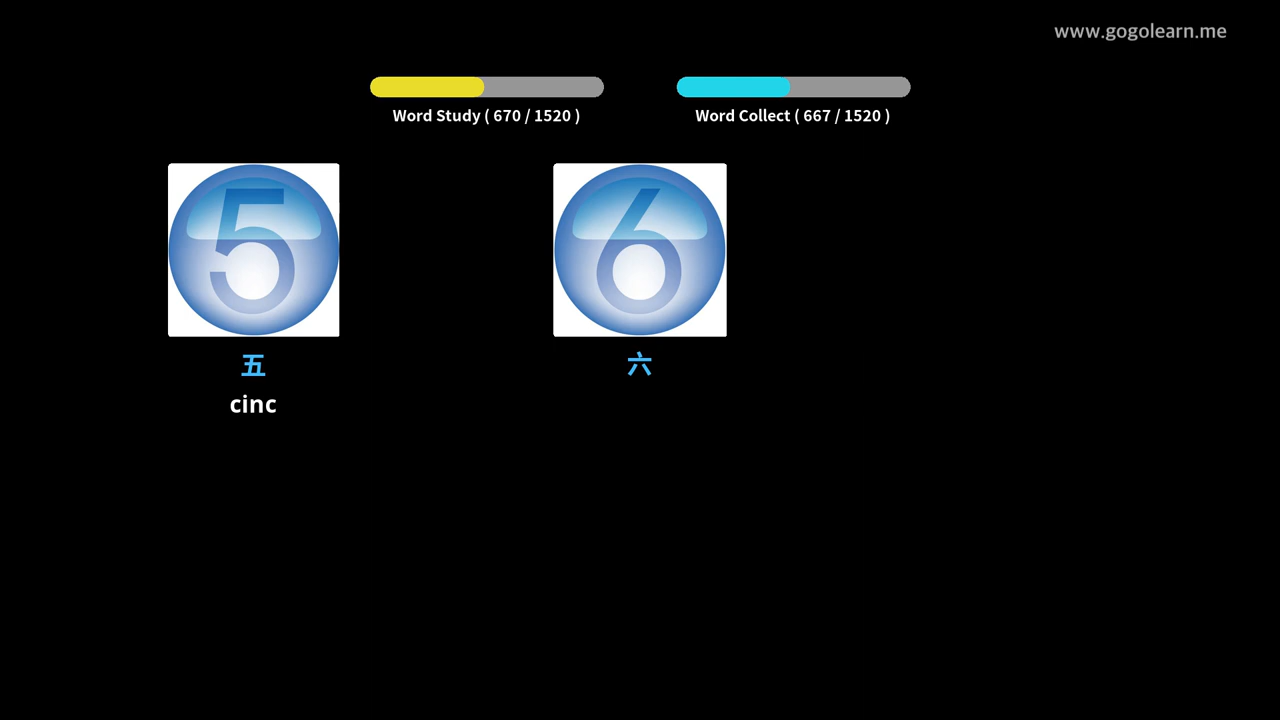 www.gogolearn.me
Word Study ( 670 / 1520 )
Word Collect ( 667 / 1520 )
5
6
五
六
cinc